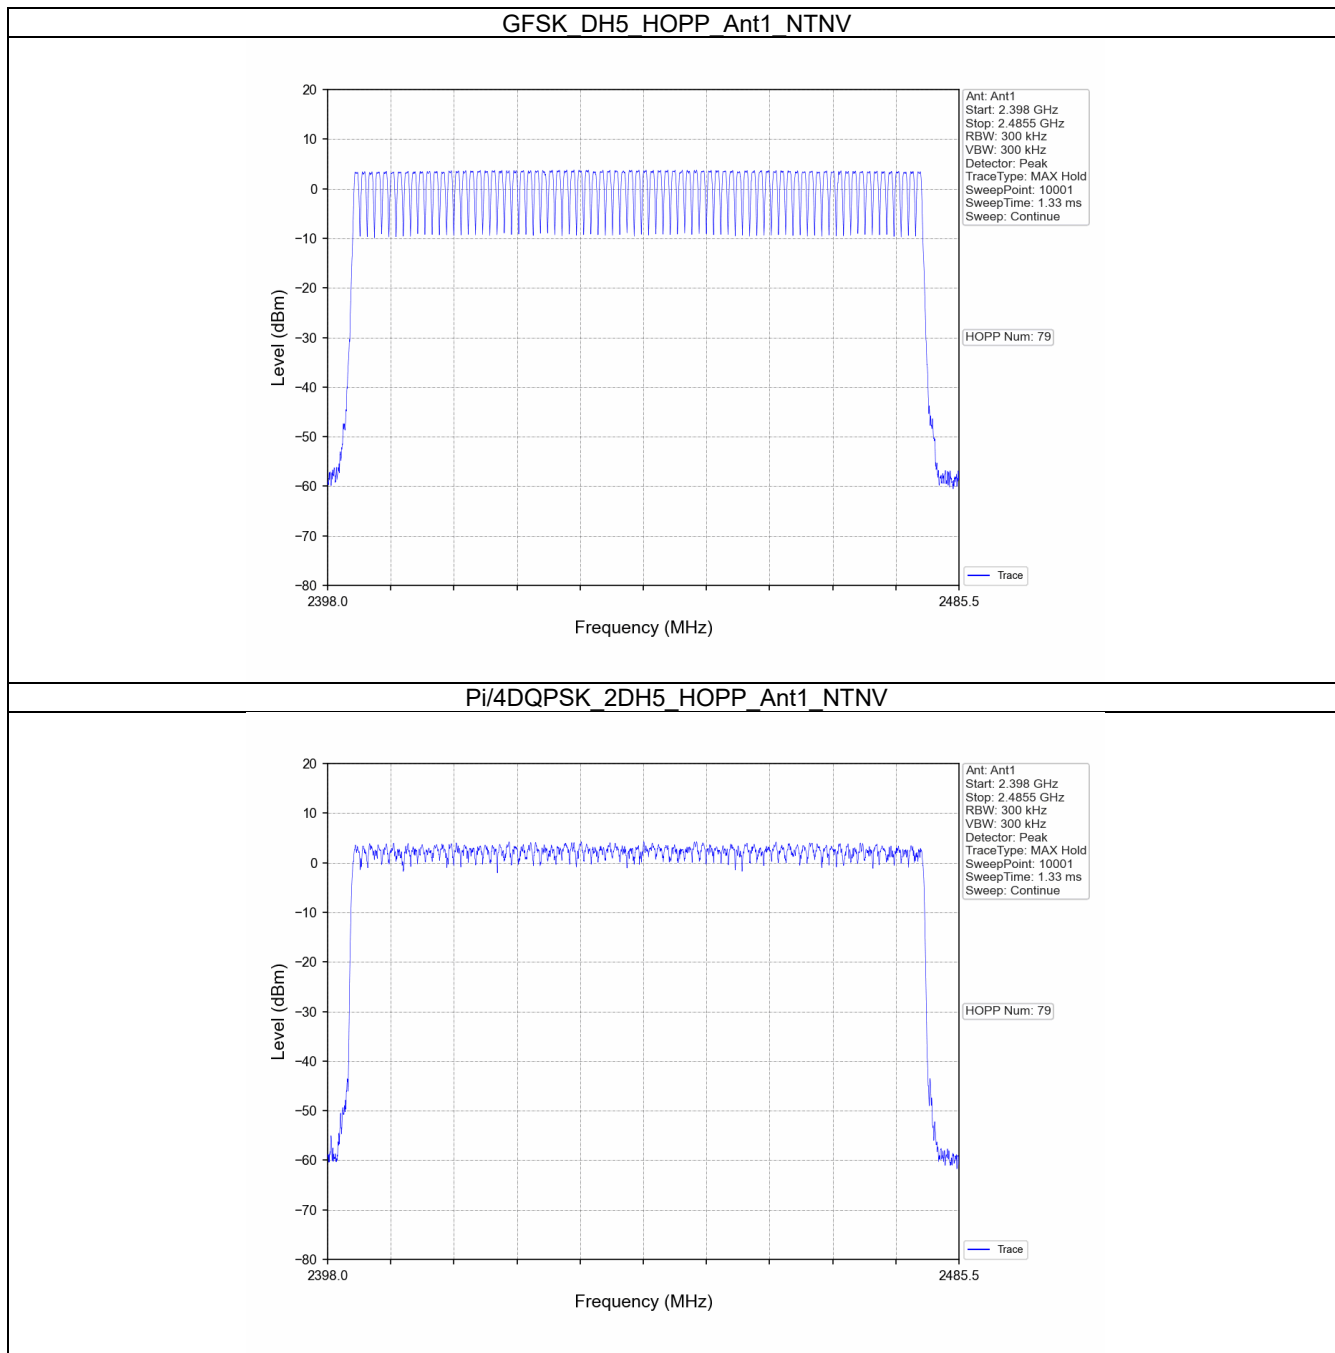 GFSK_DH5_HOPP_Ant1_NTNV
20
10
0
−10
−20
−30
−40
−50
−60
−70
−80
Level (dBm)
2398.0
2485.5
Frequency (MHz)
Ant: Ant1
Start: 2.398 GHz
Stop: 2.4855 GHz
RBW: 300 kHz
VBW: 300 kHz
Detector: Peak
TraceType: MAX Hold
SweepPoint: 10001
SweepTime: 1.33 ms
Sweep: Continue
HOPP Num: 79
Trace
Pi/4DQPSK_2DH5_HOPP_Ant1_NTNV
20
10
0
−10
−20
−30
−40
−50
−60
−70
−80
Level (dBm)
2398.0
2485.5
Frequency (MHz)
Ant: Ant1
Start: 2.398 GHz
Stop: 2.4855 GHz
RBW: 300 kHz
VBW: 300 kHz
Detector: Peak
TraceType: MAX Hold
SweepPoint: 10001
SweepTime: 1.33 ms
Sweep: Continue
HOPP Num: 79
Trace